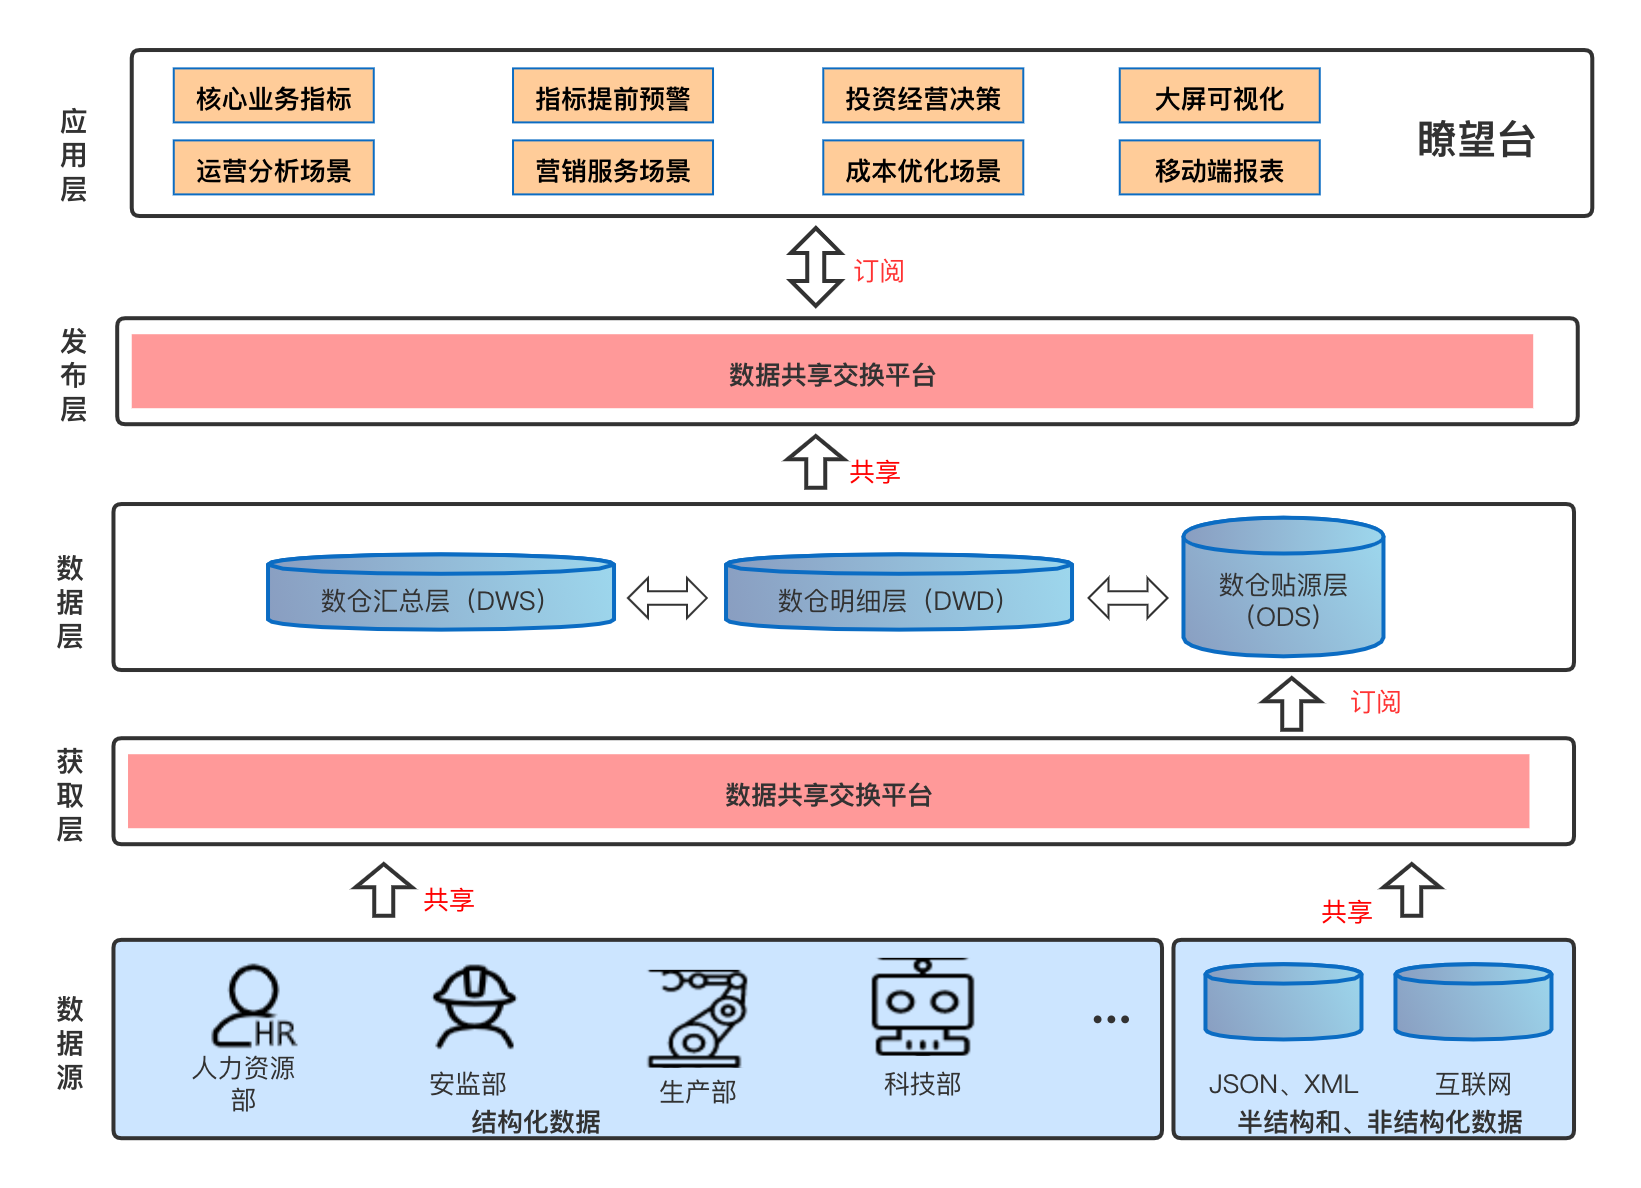 应用层
核心业务指标
指标提前预警
投资经营决策
大屏可视化
运营分析场景
营销服务场景
成本优化场景
移动端报表
瞭望台
订阅
发布层
数据共享交换平台
共享
数据层
数仓汇总层（DWS）
数仓明细层（DWD）
数仓贴源层
（ODS）
订阅
获取层
数据共享交换平台
共享
共享
数据源
HR
人力资源
部
安监部
生产部
科技部
...
结构化数据
JSON、XML
互联网
半结构和、非结构化数据